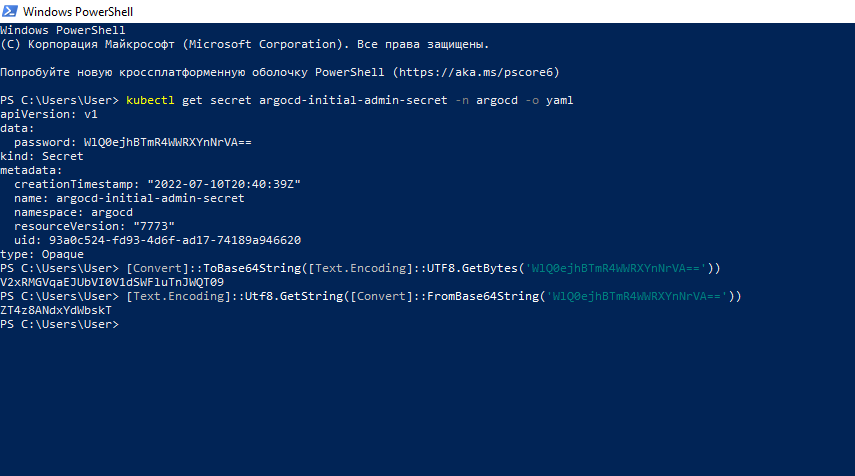 Windows PowerShell
Windows PowerShell
(C) Корпорация Майкрософт (Microsoft Corporation). Все права защищены.
Попробуйте новую кроссплатформенную оболочку PowerShell (https://aka.ms/pscore6)
PS C:\Users\User> kubectl get secret argocd-initial-admin-secret -n argocd -o yaml
apiVersion: v1
data:
  password: WlQ0ejhBTmR4WWRXYnNrVA==
kind: Secret
metadata:
  creationTimestamp: "2022-07-10T20:40:39Z"
  name: argocd-initial-admin-secret
  namespace: argocd
  resourceVersion: "7773"
  uid: 93a0c524-fd93-4d6f-ad17-74189a946620
type: Opaque
PS C:\Users\User> [Convert]::ToBase64String([Text.Encoding]::UTF8.GetBytes('WlQ0ejhBTmR4WWRXYnNrVA=='))
V2xRMGVqaEJUbVI0V1dSWFluTnJWQT09
PS C:\Users\User> [Text.Encoding]::Utf8.GetString([Convert]::FromBase64String('WlQ0ejhBTmR4WWRXYnNrVA=='))
ZT4z8ANdxYdWbskT
PS C:\Users\User>